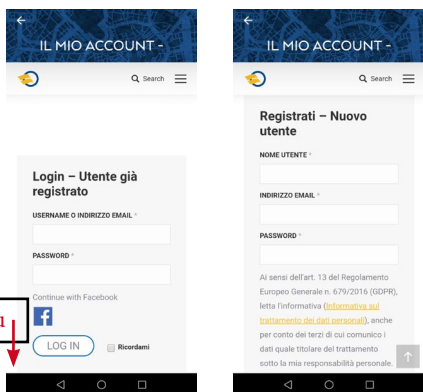 IL MIO ACCOUNT -
Search
Login – Utente già
registrato
USERNAME O INDIRIZZO EMAIL *
PASSWORD *
Continue with Facebook
f
LOG IN
Ricordami
IL MIO ACCOUNT -
Search
Registrati – Nuovo
utente
NOME UTENTE *
INDIRIZZO EMAIL *
PASSWORD *
Ai sensi dell'art. 13 del Regolamento
Europeo Generale n. 679/2016 (GDPR),
letta l'informativa (Informativa sul
trattamento dei dati personali), anche
per conto dei terzi di cui comunico i
dati quale titolare del trattamento
sotto la mia responsabilità personale.